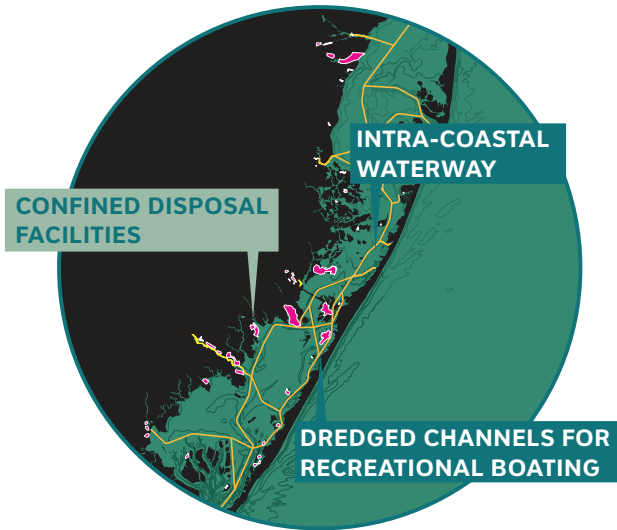 INTRA-COASTAL
WATERWAY
CONFINED DISPOSAL
FACILITIES
DREDGED CHANNELS FOR
RECREATIONAL BOATING